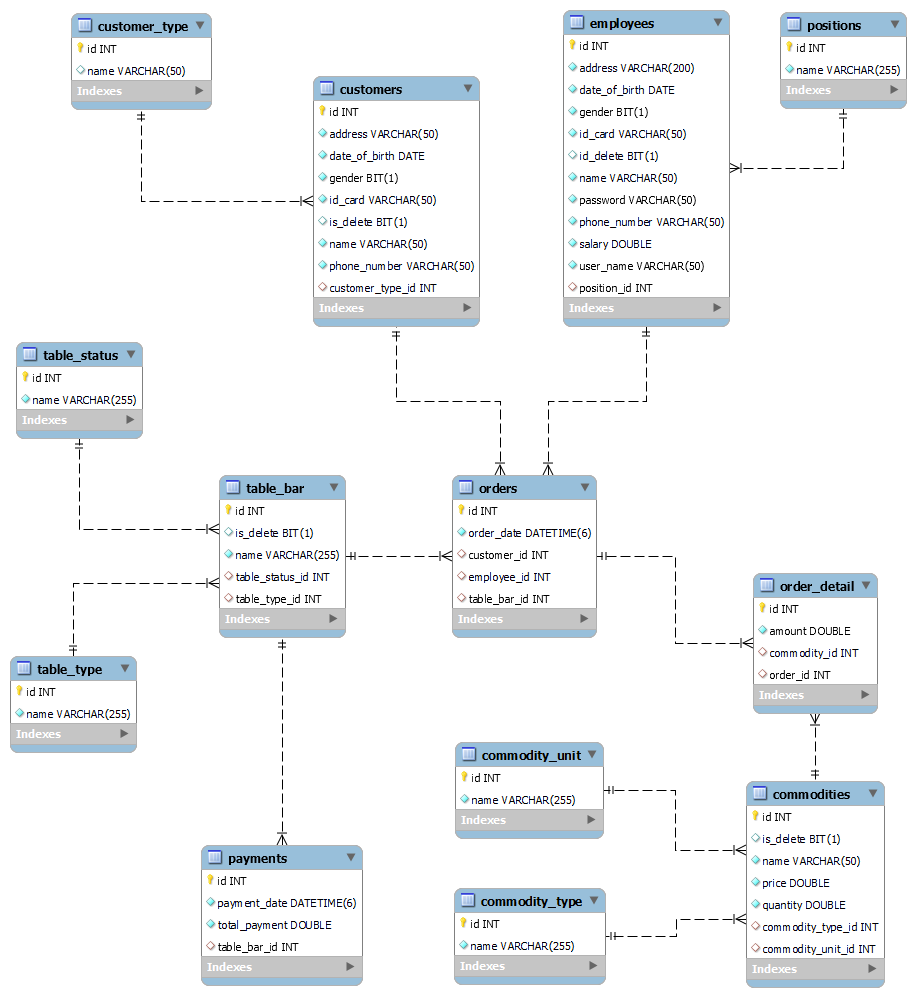 customer_type
id INT
name VARCHAR(50)
Indexes
customers
id INT
address VARCHAR(50)
date_of_birth DATE
gender BIT(1)
id_card VARCHAR(50)
is_delete BIT(1)
name VARCHAR(50)
phone_number VARCHAR(50)
customer_type_id INT
Indexes
employees
id INT
address VARCHAR(200)
date_of_birth DATE
gender BIT(1)
id_card VARCHAR(50)
id_delete BIT(1)
name VARCHAR(50)
password VARCHAR(50)
phone_number VARCHAR(50)
salary DOUBLE
user_name VARCHAR(50)
position_id INT
Indexes
positions
id INT
name VARCHAR(255)
Indexes
table_status
id INT
name VARCHAR(255)
Indexes
table_bar
id INT
is_delete BIT(1)
name VARCHAR(255)
table_status_id INT
table_type_id INT
Indexes
orders
id INT
order_date DATETIME(6)
customer_id INT
employee_id INT
table_bar_id INT
Indexes
order_detail
id INT
amount DOUBLE
commodity_id INT
order_id INT
Indexes
table_type
id INT
name VARCHAR(255)
Indexes
commodity_unit
id INT
name VARCHAR(255)
Indexes
commodities
id INT
is_delete BIT(1)
name VARCHAR(50)
price DOUBLE
quantity DOUBLE
commodity_type_id INT
commodity_unit_id INT
Indexes
payments
id INT
payment_date DATETIME(6)
total_payment DOUBLE
table_bar_id INT
Indexes
commodity_type
id INT
name VARCHAR(255)
Indexes